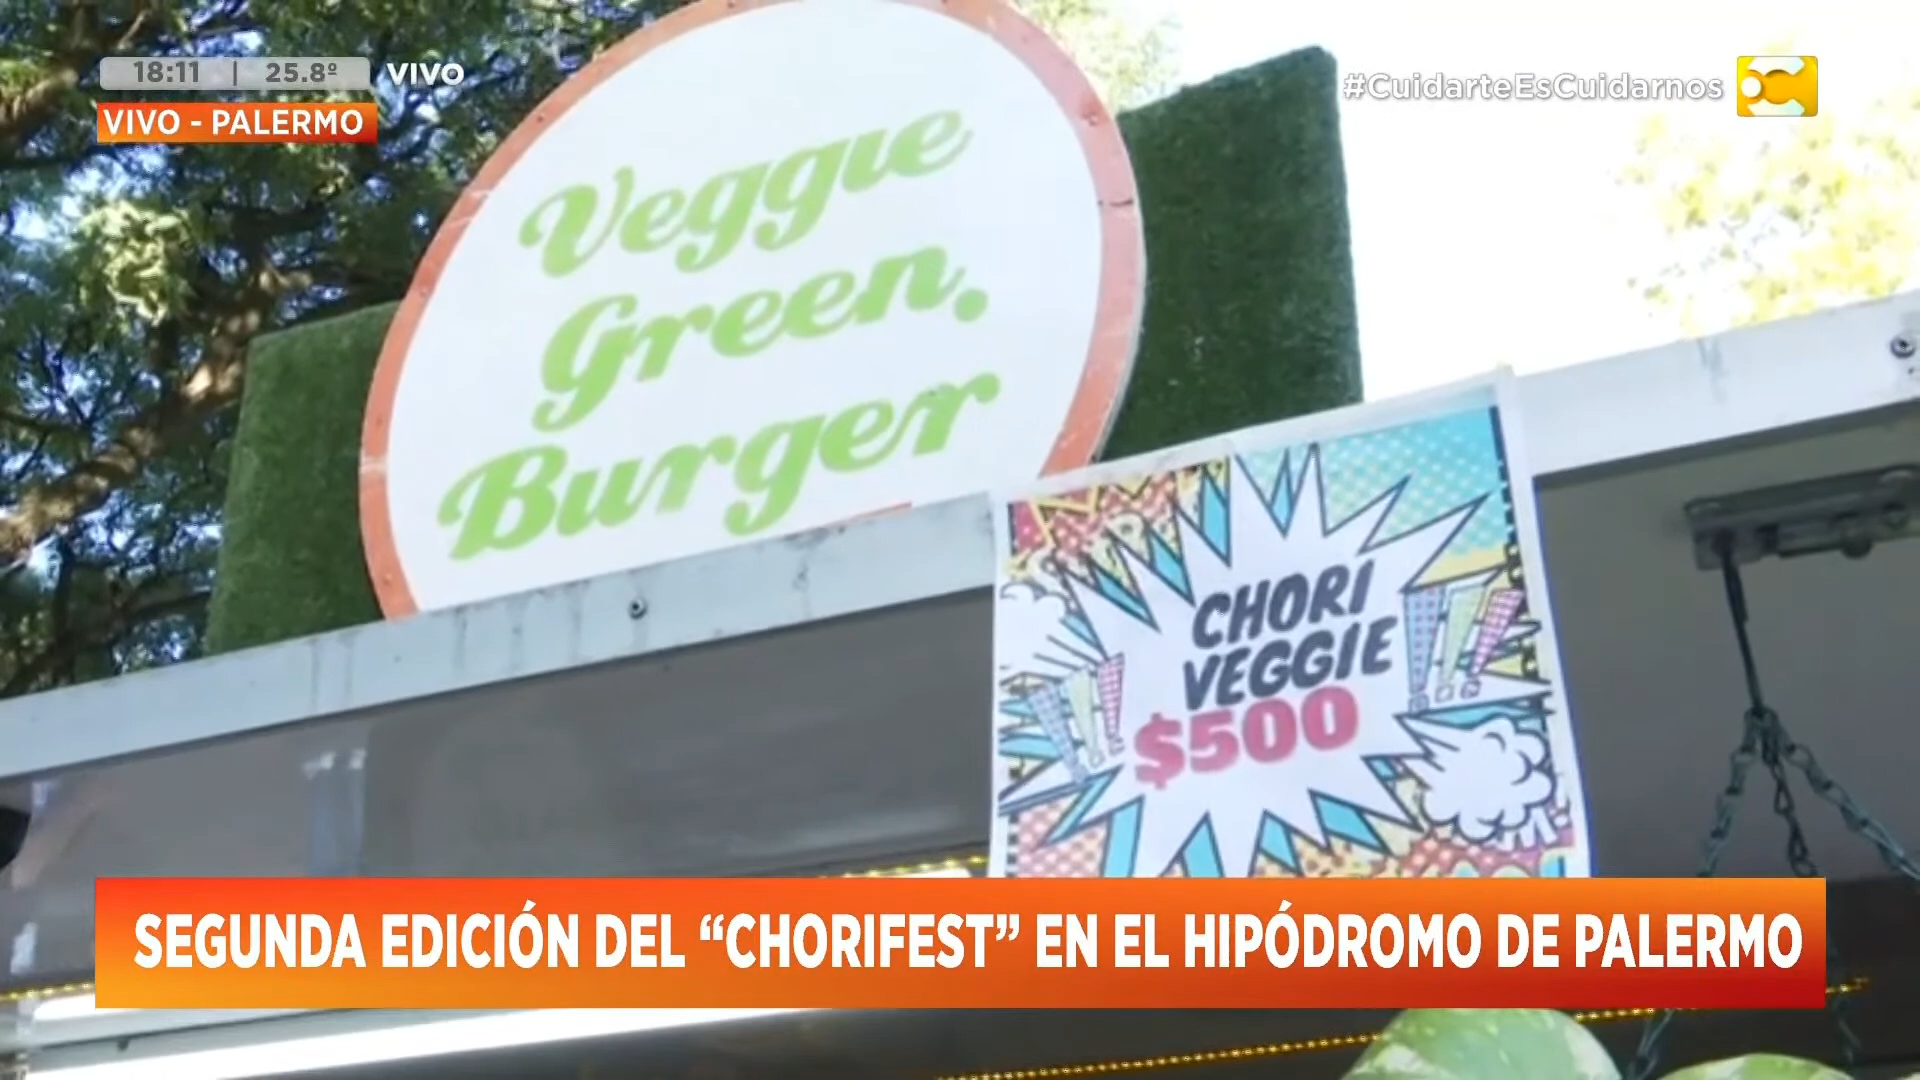 18:11 | 25.8º VIVO
VIVO - PALERMO
#CuidarteEsCuidarnos
Veggie
Green.
Burger
CHORI
VEGGIE
$500
SEGUNDA EDICIÓN DEL “CHORIFEST” EN EL HIPÓDROMO DE PALERMO